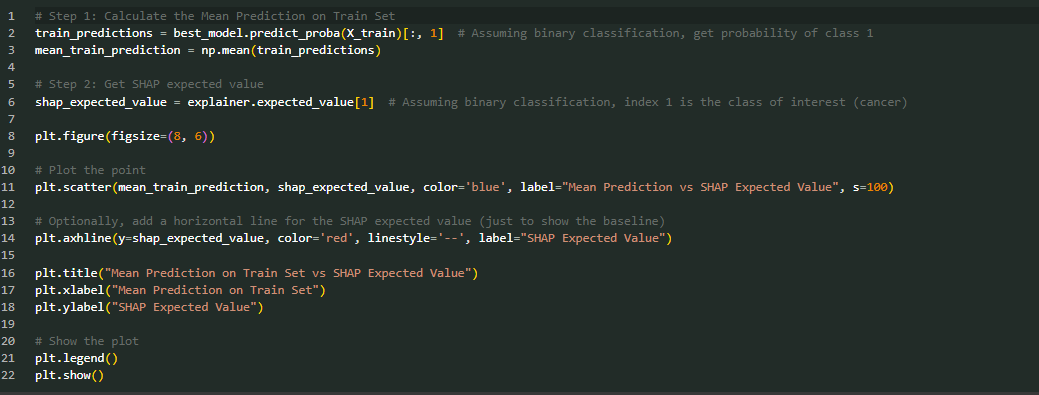 1 # Step 1: Calculate the Mean Prediction on Train Set
2 train_predictions = best_model.predict_proba(X_train)[:, 1]  # Assuming binary classification, get probability of class 1
3 mean_train_prediction = np.mean(train_predictions)
4
5 # Step 2: Get SHAP expected value
6 shap_expected_value = explainer.expected_value[1]  # Assuming binary classification, index 1 is the class of interest (cancer)
7
8 plt.figure(figsize=(8, 6))
9
10 # Plot the point
11 plt.scatter(mean_train_prediction, shap_expected_value, color='blue', label="Mean Prediction vs SHAP Expected Value", s=100)
12
13 # Optionally, add a horizontal line for the SHAP expected value (just to show the baseline)
14 plt.axhline(y=shap_expected_value, color='red', linestyle='--', label="SHAP Expected Value")
15
16 plt.title("Mean Prediction on Train Set vs SHAP Expected Value")
17 plt.xlabel("Mean Prediction on Train Set")
18 plt.ylabel("SHAP Expected Value")
19
20 # Show the plot
21 plt.legend()
22 plt.show()